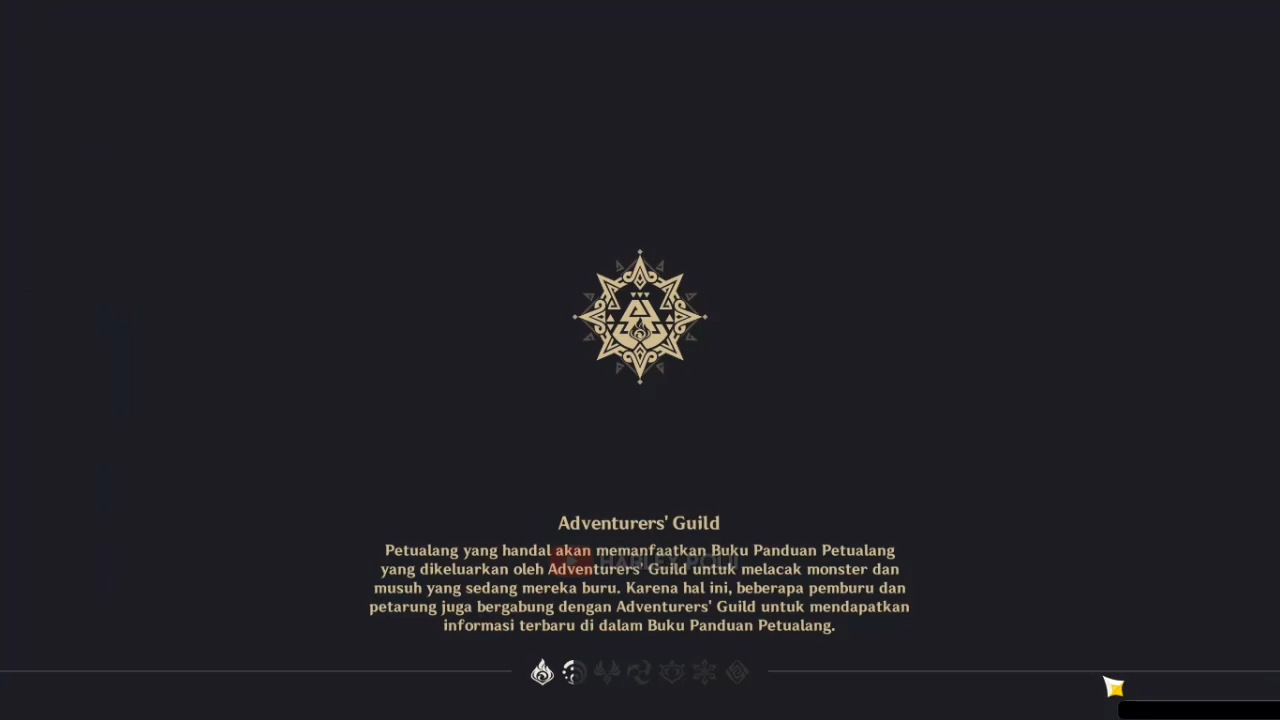 Adventurers' Guild
Petualang yang handal akan memanfaatkan Buku Panduan Petualang
yang dikeluarkan oleh Adventurers' Guild untuk melacak monster dan
musuh yang sedang mereka buru. Karena hal ini, beberapa pemburu dan
petarung juga bergabung dengan Adventurers' Guild untuk mendapatkan
informasi terbaru di dalam Buku Panduan Petualang.